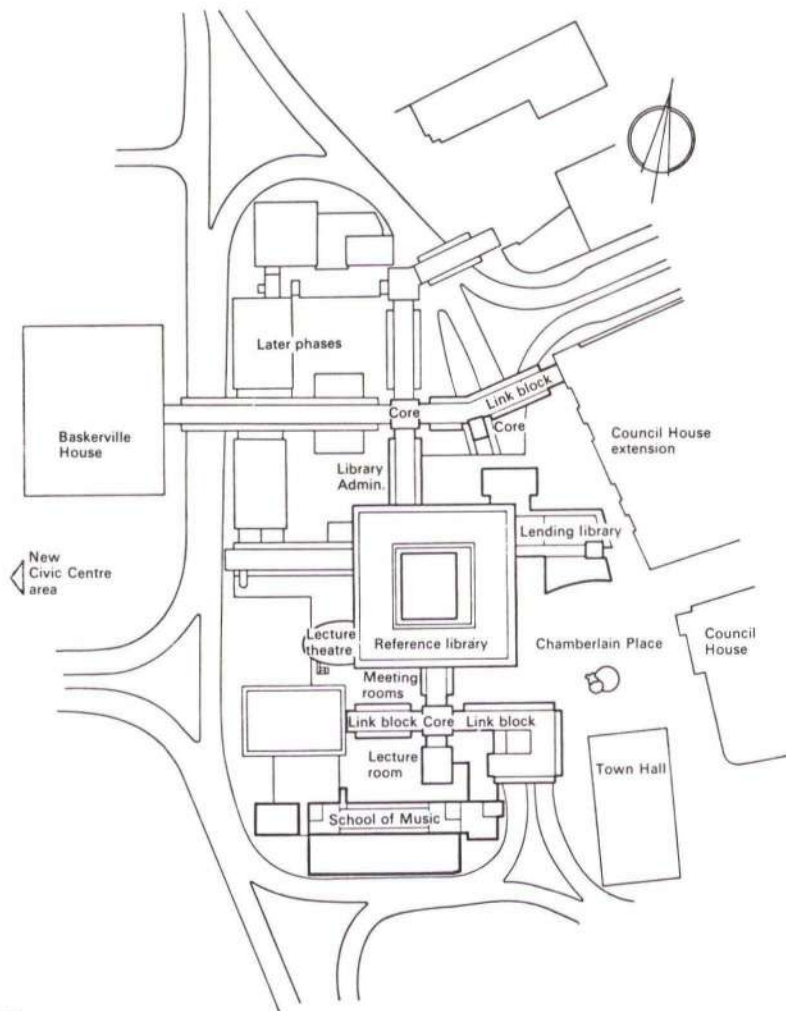 Later phases
Link block
Core
Core
Baskerville
House
Council House
extension
Library
Admin.
Lending library
New
Civic Centre
area
Lecture
theatre
Reference library
Chamberlain Place
Council
House
Meeting
rooms
Link block
Core
Link block
Lecture
room
Town Hall
School of Music